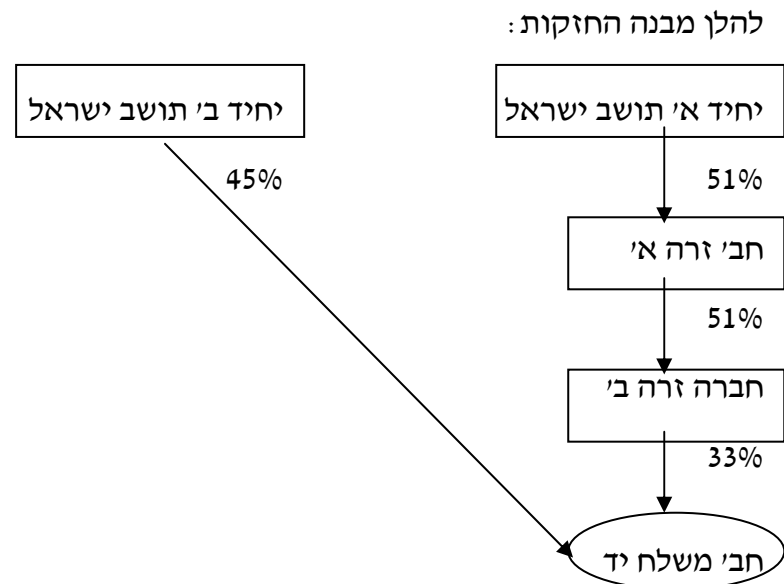 להלן מבנה החזקות:
יחיד א' תושב ישראל
יחיד ב' תושב ישראל
51%
45%
חב' זרה א'
51%
חברה זרה ב'
33%
חב' משלח יד